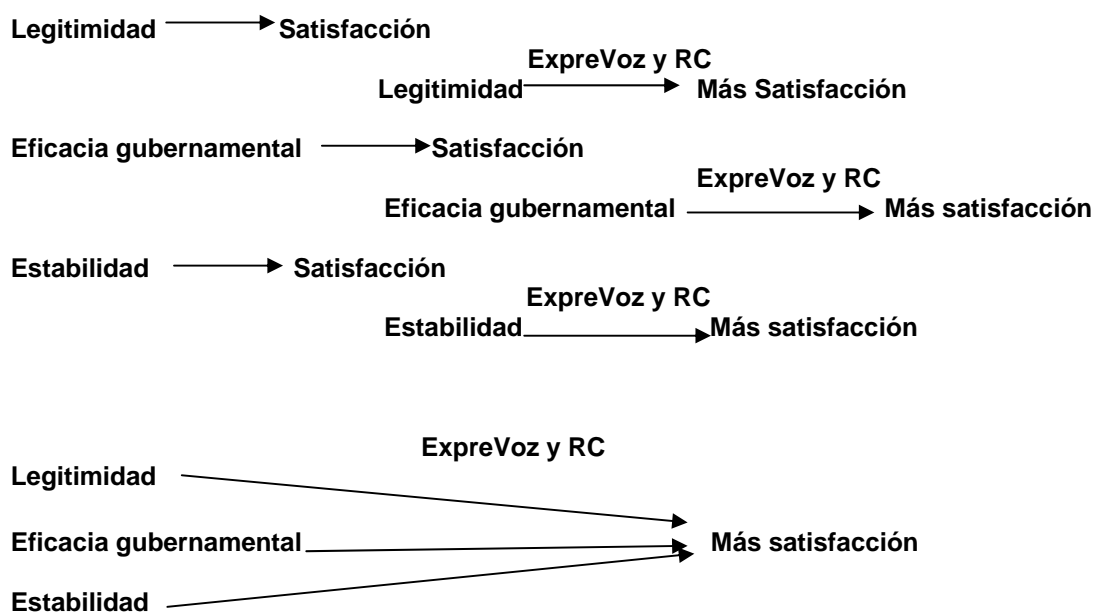 Legitimidad Satisfacción
ExpreVoz y RC
Legitimidad Más Satisfacción
Eficacia gubernamental Satisfacción
ExpreVoz y RC
Eficacia gubernamental Más satisfacción
Estabilidad Satisfacción
ExpreVoz y RC
Estabilidad Más satisfacción
ExpreVoz y RC
Legitimidad
Eficacia gubernamental Más satisfacción
Estabilidad